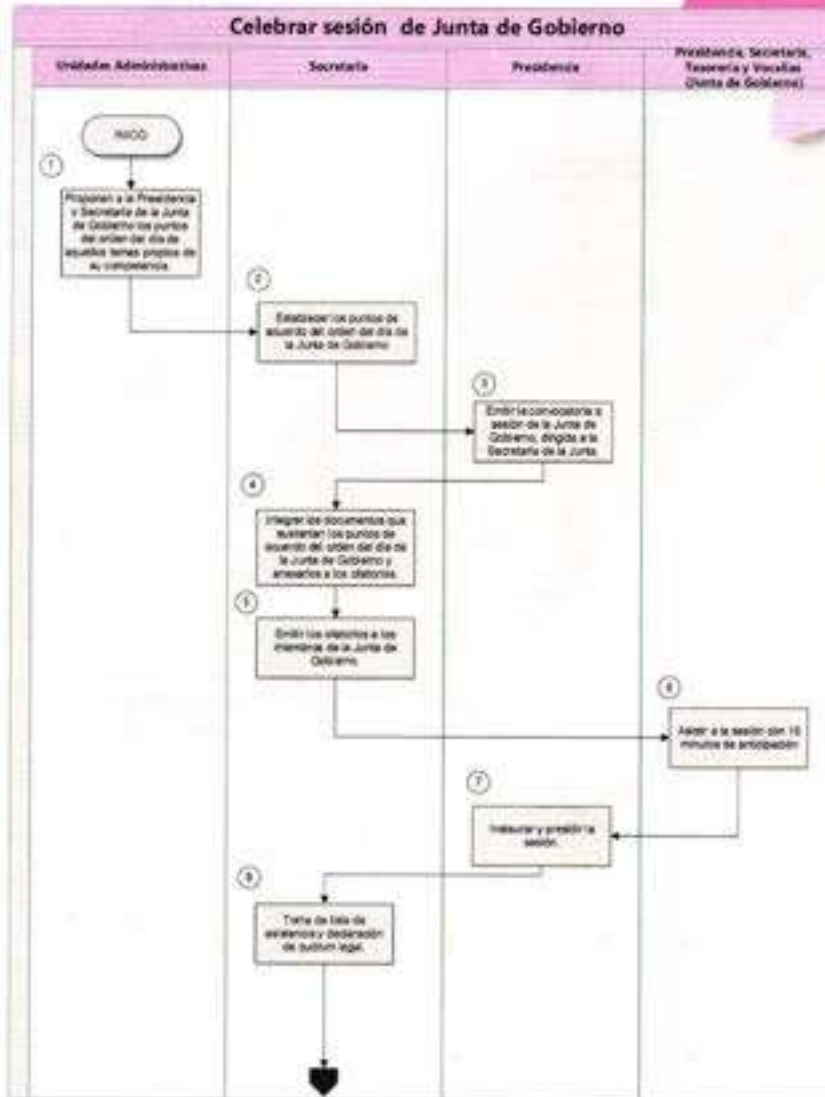 Celebrar sesión de Junta de Gobierno
Unidades Administrativas
Secretaría
Presidencia
Presidencia, Secretaría,
Tesorería y Vocalías
(Junta de Gobierno)
INICIO
1
Proponen a la Presidencia
y Secretaría de la Junta
de Gobierno los puntos
del orden del día de
aquellos temas propios de
su competencia.
2
Establecer los puntos de
acuerdo del orden del día de
la Junta de Gobierno
3
Emitir la convocatoria a
sesión de la Junta de
Gobierno, dirigida a la
Secretaría de la Junta.
4
Integrar los documentos que
sustentan los puntos de
acuerdo del orden del día de
la Junta de Gobierno y
anexarlos a los citatorios.
5
Emitir los citatorios a los
miembros de la Junta de
Gobierno.
6
Asistir a la sesión con
minutos de anticipación
7
Instaurar y presidir la
sesión.
Toma de lista de
asistencia y declaración
de quórum legal.